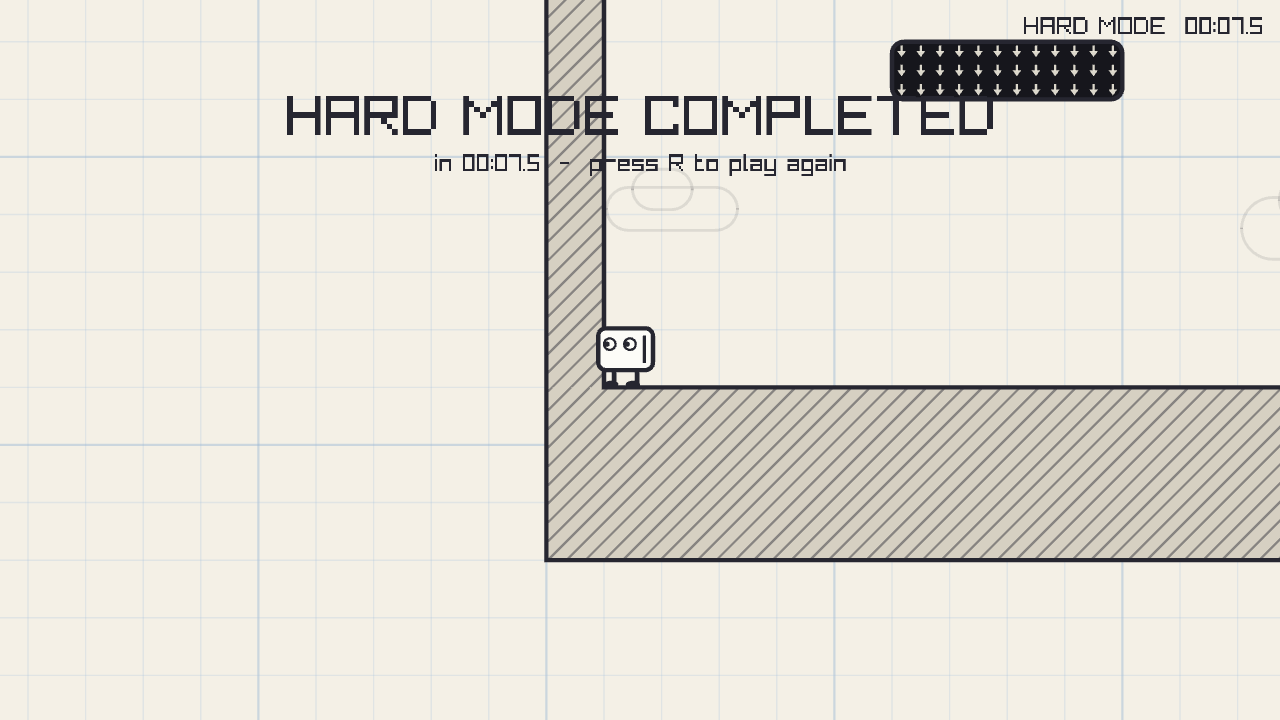 HARD MODE 00:07.5
HARD MODE COMPLETED
in 00:07.5 - press R to play again